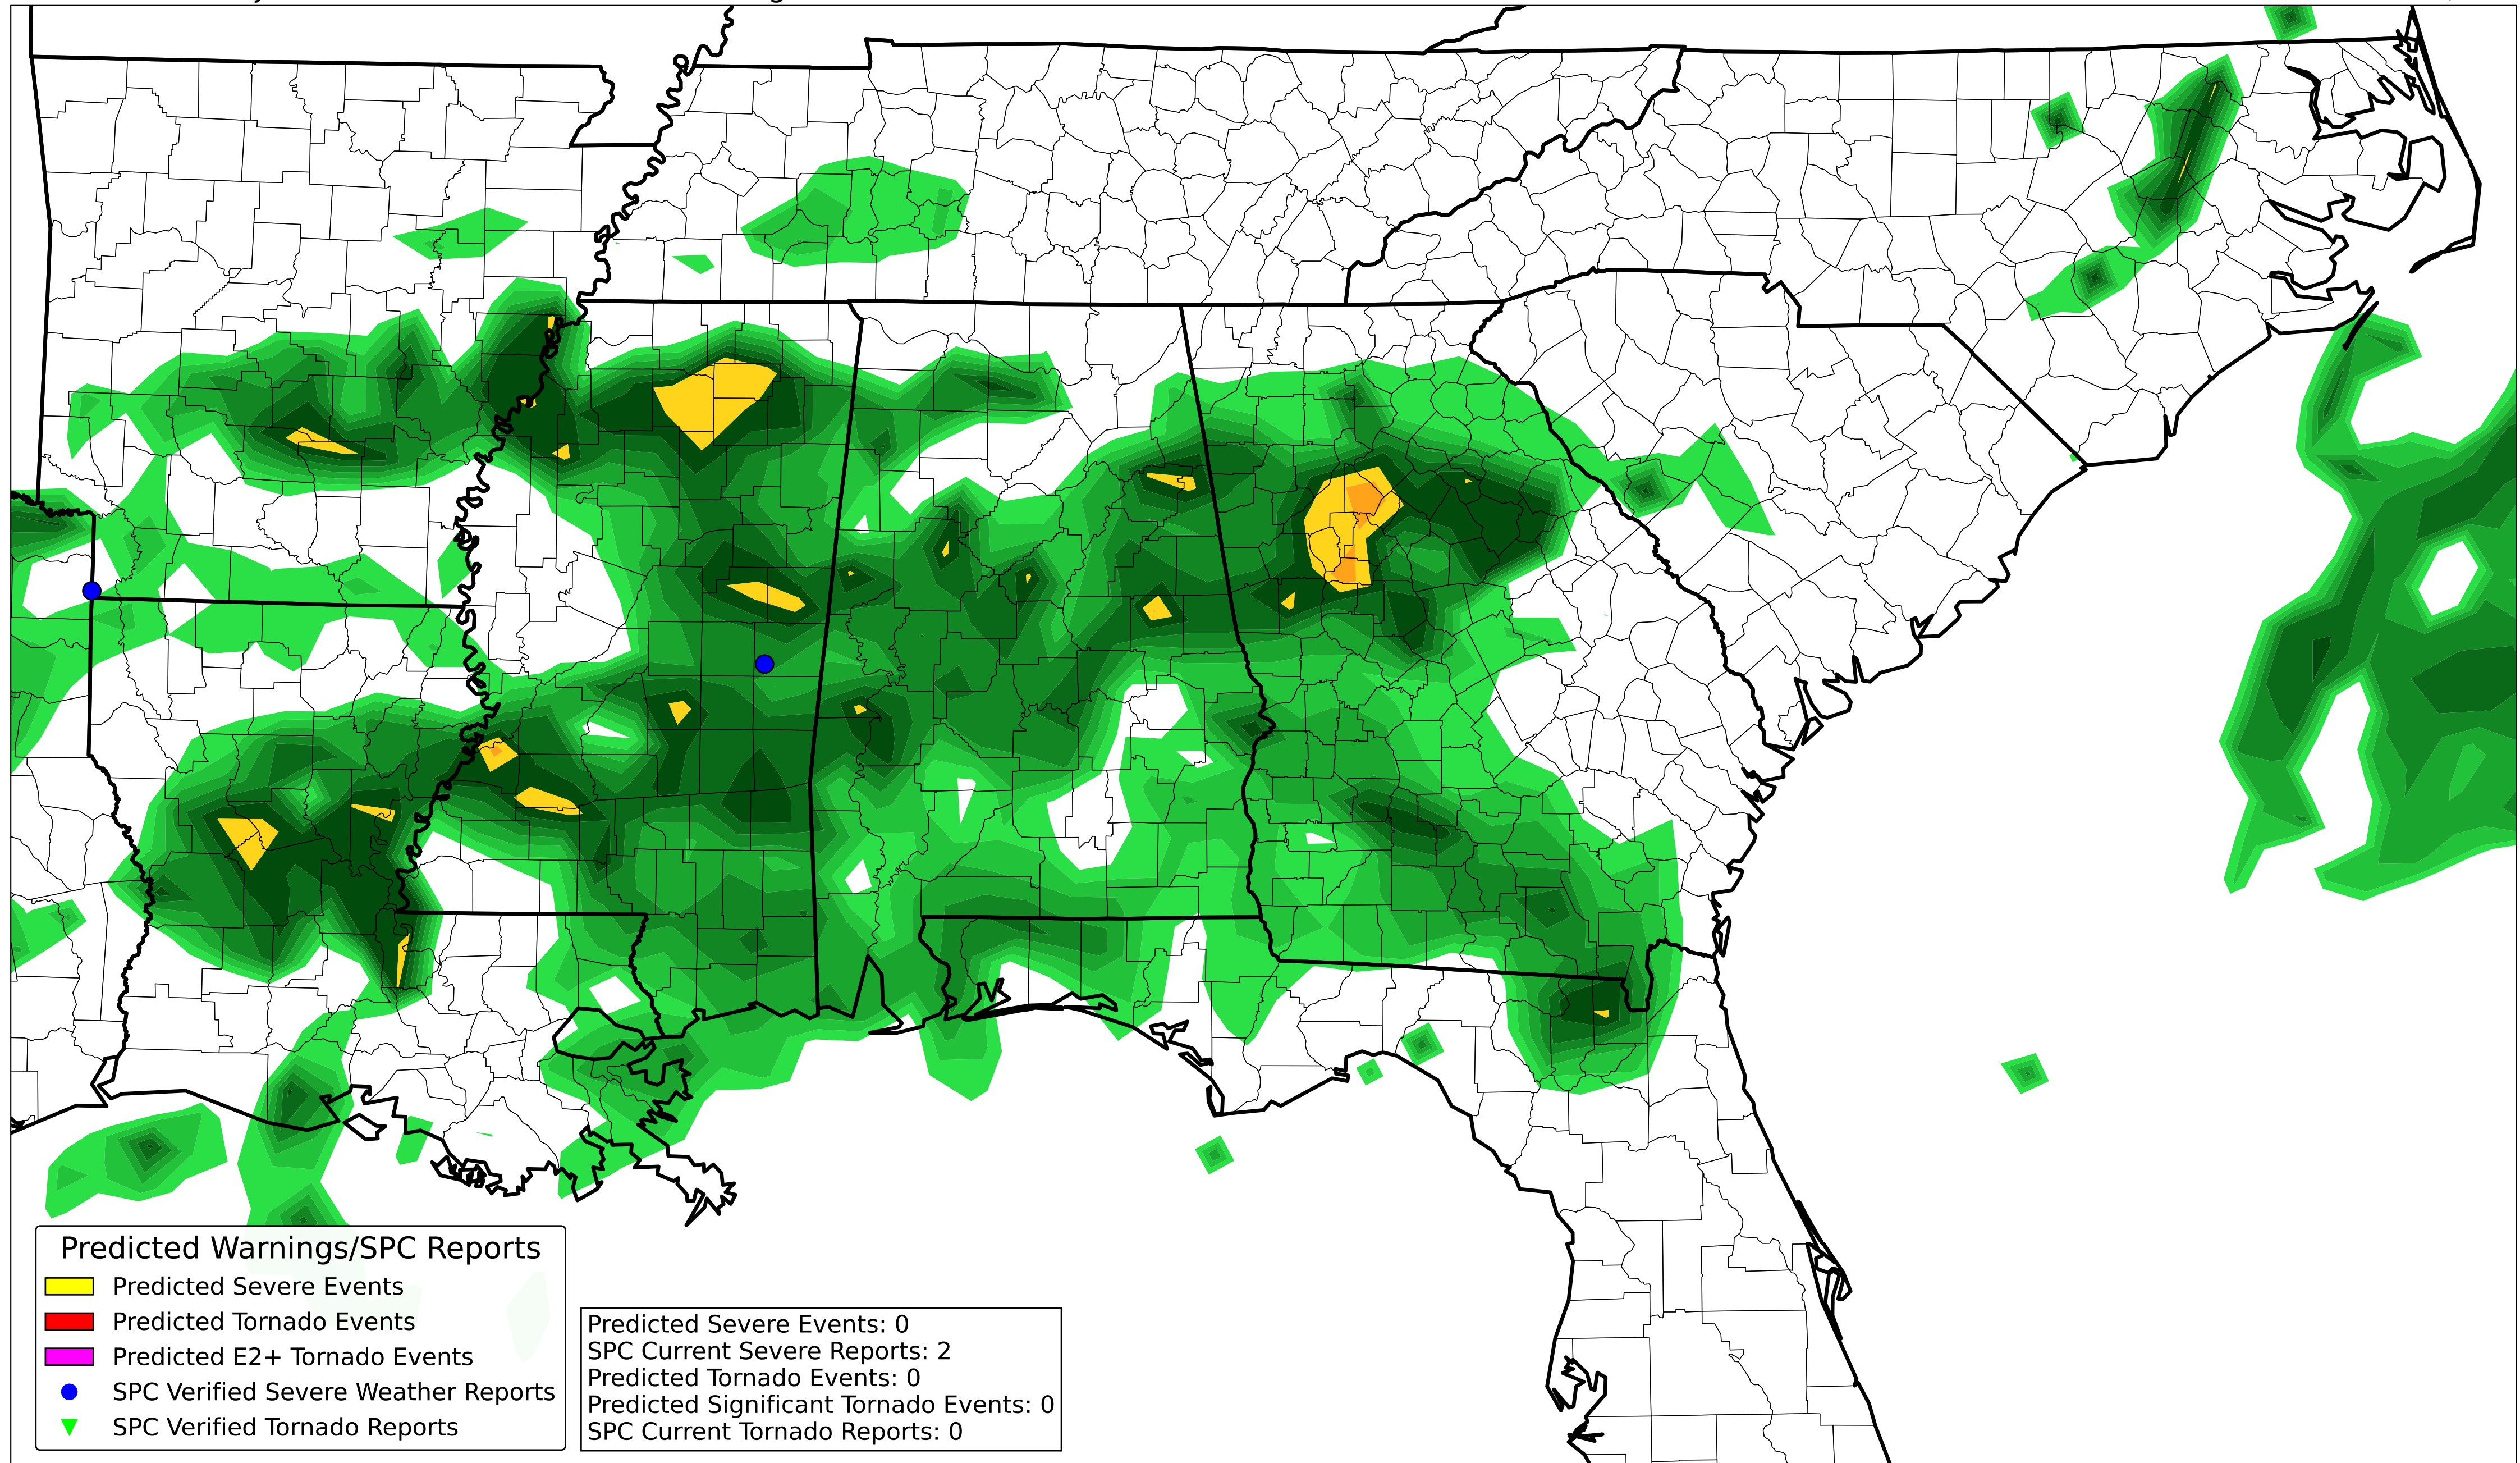 Predicted Warnings/SPC Reports
Predicted Severe Events
Predicted Tornado Events
Predicted E2+ Tornado Events
SPC Verified Severe Weather Reports
SPC Verified Tornado Reports
Predicted Severe Events: 0
SPC Current Severe Reports: 2
Predicted Tornado Events: 0
Predicted Significant Tornado Events: 0
SPC Current Tornado Reports: 0